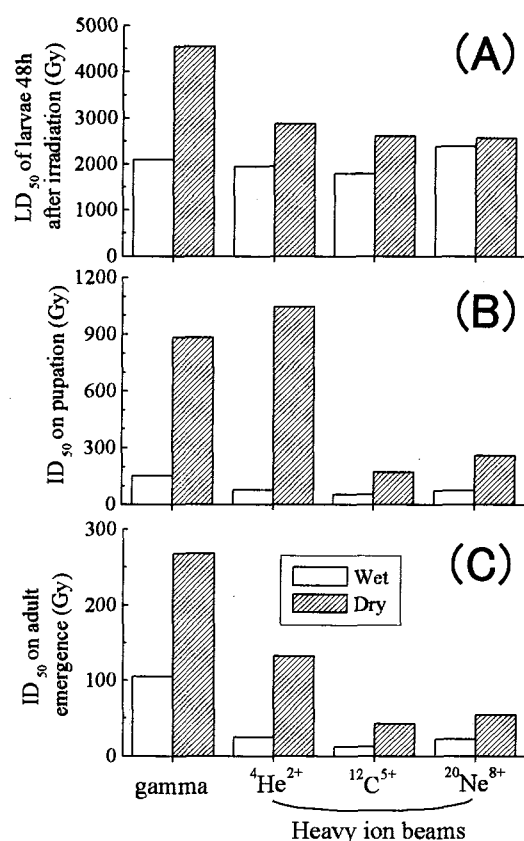 (A)
LD50 of larvae 48h
after irradiation (Gy)
5000
4000
3000
2000
1000
0
(B)
ID50 on pupation (Gy)
1200
900
600
300
0
(C)
ID50 on adult
emergence (Gy)
300
200
100
0
Wet
Dry
gamma
4He2+
12C5+
20Ne8+
Heavy ion beams